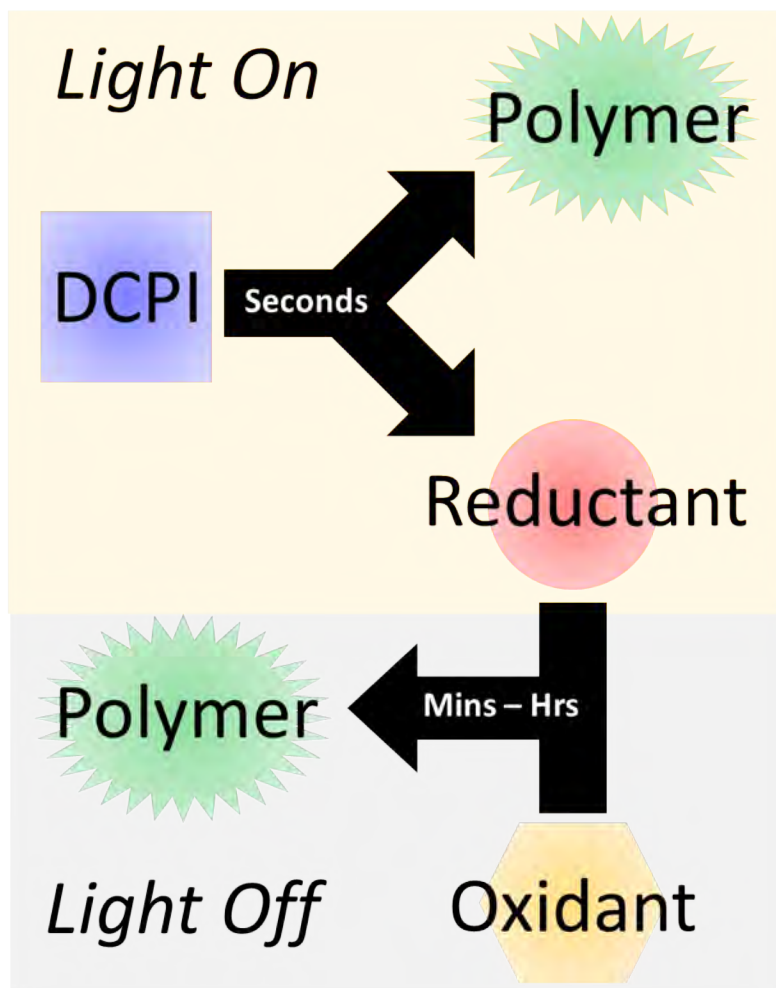 Light On
Polymer
DCPI
Seconds
Reductant
Polymer
Mins – Hrs
Light Off
Oxidant